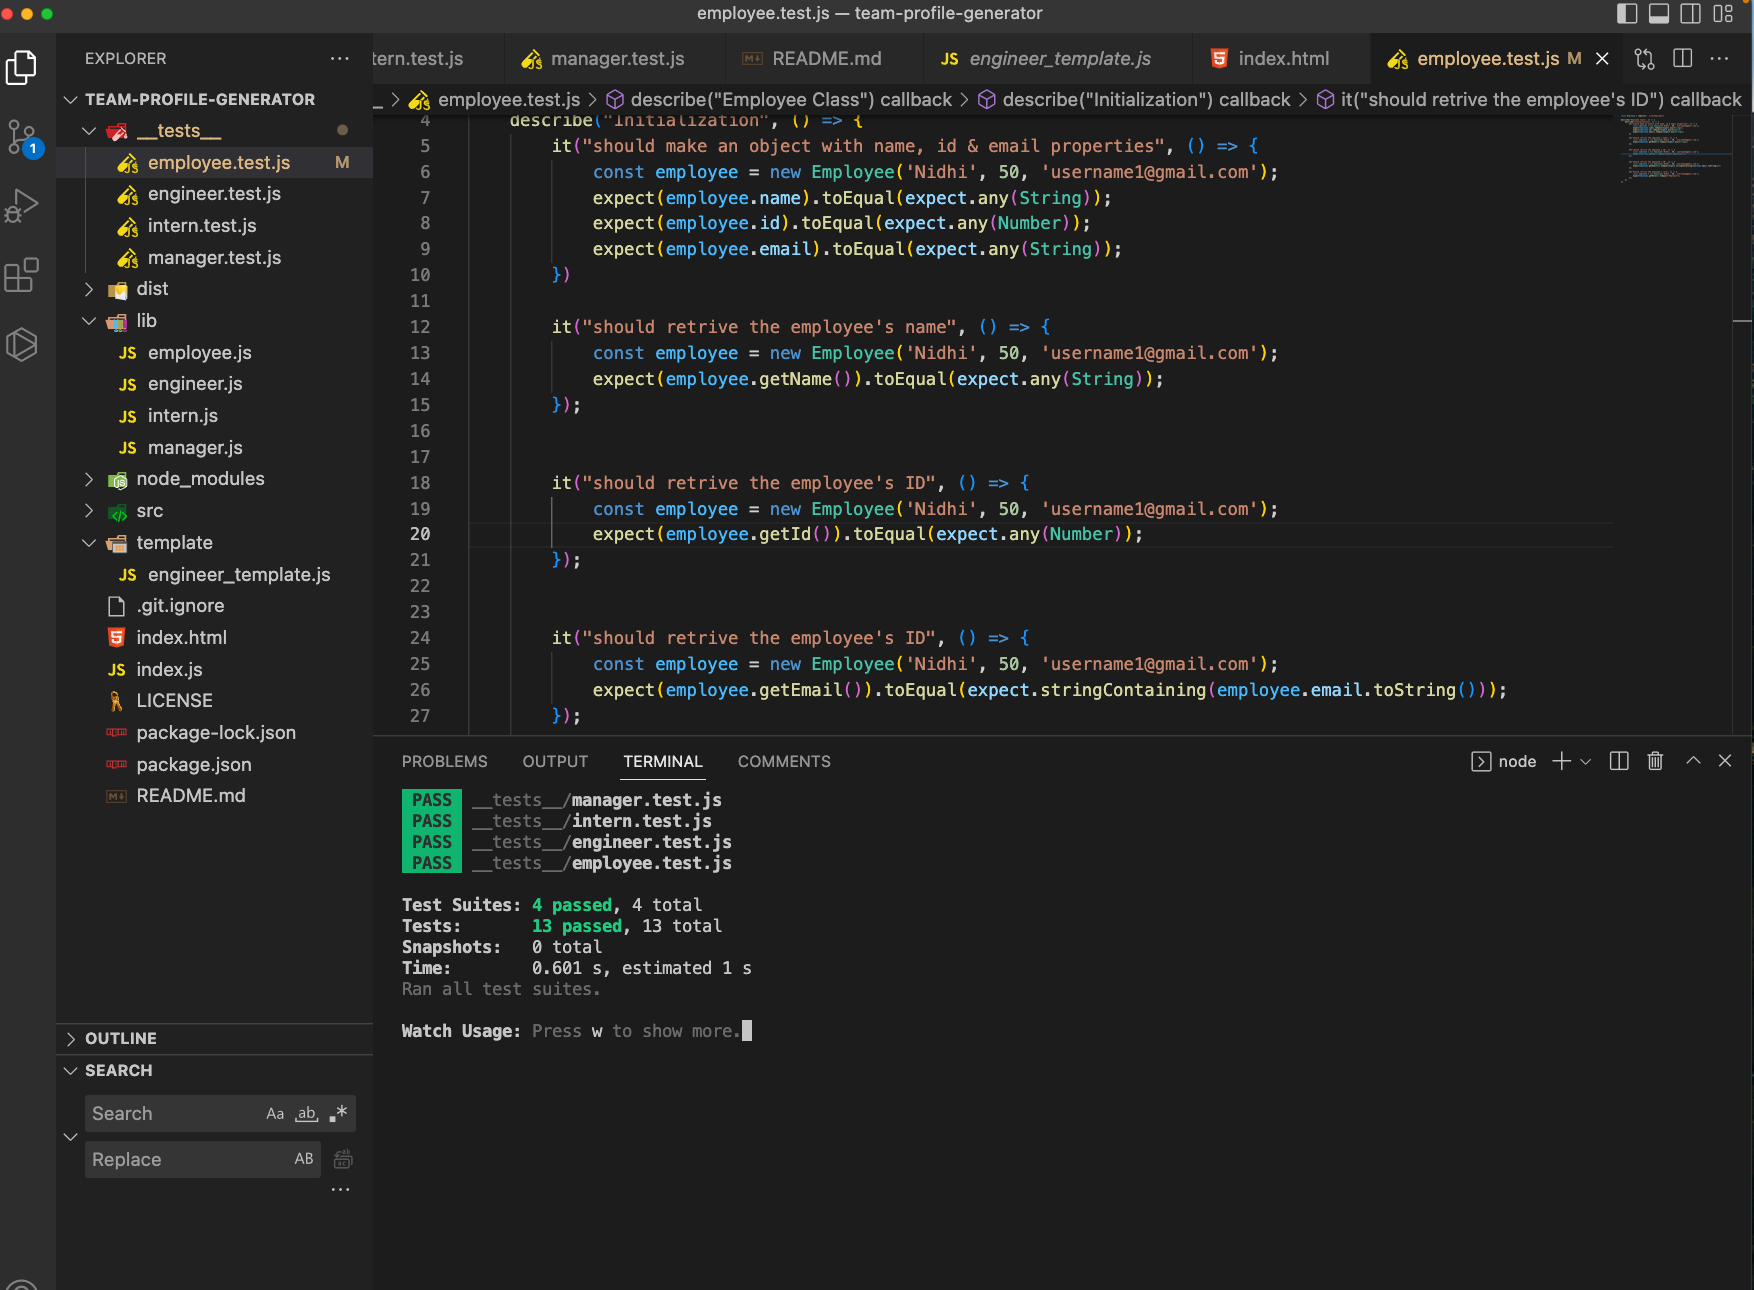 employee.test.js — team-profile-generator
EXPLORER
tern.test.js
manager.test.js
README.md
JS engineer_template.js
index.html
employee.test.js M
TEAM-PROFILE-GENERATOR
_ > employee.test.js > describe("Employee Class") callback > describe("Initialization") callback > it("should retrive the employee's ID") callback
__tests__
employee.test.js M
engineer.test.js
intern.test.js
manager.test.js
dist
lib
JS employee.js
JS engineer.js
JS intern.js
JS manager.js
node_modules
src
template
JS engineer_template.js
.git.ignore
index.html
JS index.js
LICENSE
package-lock.json
package.json
README.md
1
4 describe("Initialization", () => {
5 it("should make an object with name, id & email properties", () => {
6 const employee = new Employee('Nidhi', 50, 'username1@gmail.com');
7 expect(employee.name).toEqual(expect.any(String));
8 expect(employee.id).toEqual(expect.any(Number));
9 expect(employee.email).toEqual(expect.any(String));
10 })
11
12 it("should retrive the employee's name", () => {
13 const employee = new Employee('Nidhi', 50, 'username1@gmail.com');
14 expect(employee.getName()).toEqual(expect.any(String));
15 });
16
17
18 it("should retrive the employee's ID", () => {
19 const employee = new Employee('Nidhi', 50, 'username1@gmail.com');
20 expect(employee.getId()).toEqual(expect.any(Number));
21 });
22
23
24 it("should retrive the employee's ID", () => {
25 const employee = new Employee('Nidhi', 50, 'username1@gmail.com');
26 expect(employee.getEmail()).toEqual(expect.stringContaining(employee.email.toString()));
27 });
PROBLEMS OUTPUT TERMINAL COMMENTS
node
PASS __tests__/manager.test.js
PASS __tests__/intern.test.js
PASS __tests__/engineer.test.js
PASS __tests__/employee.test.js
Test Suites: 4 passed, 4 total
Tests: 13 passed, 13 total
Snapshots: 0 total
Time: 0.601 s, estimated 1 s
Ran all test suites.
Watch Usage: Press w to show more.
OUTLINE
SEARCH
Search Aa ab .*
Replace AB